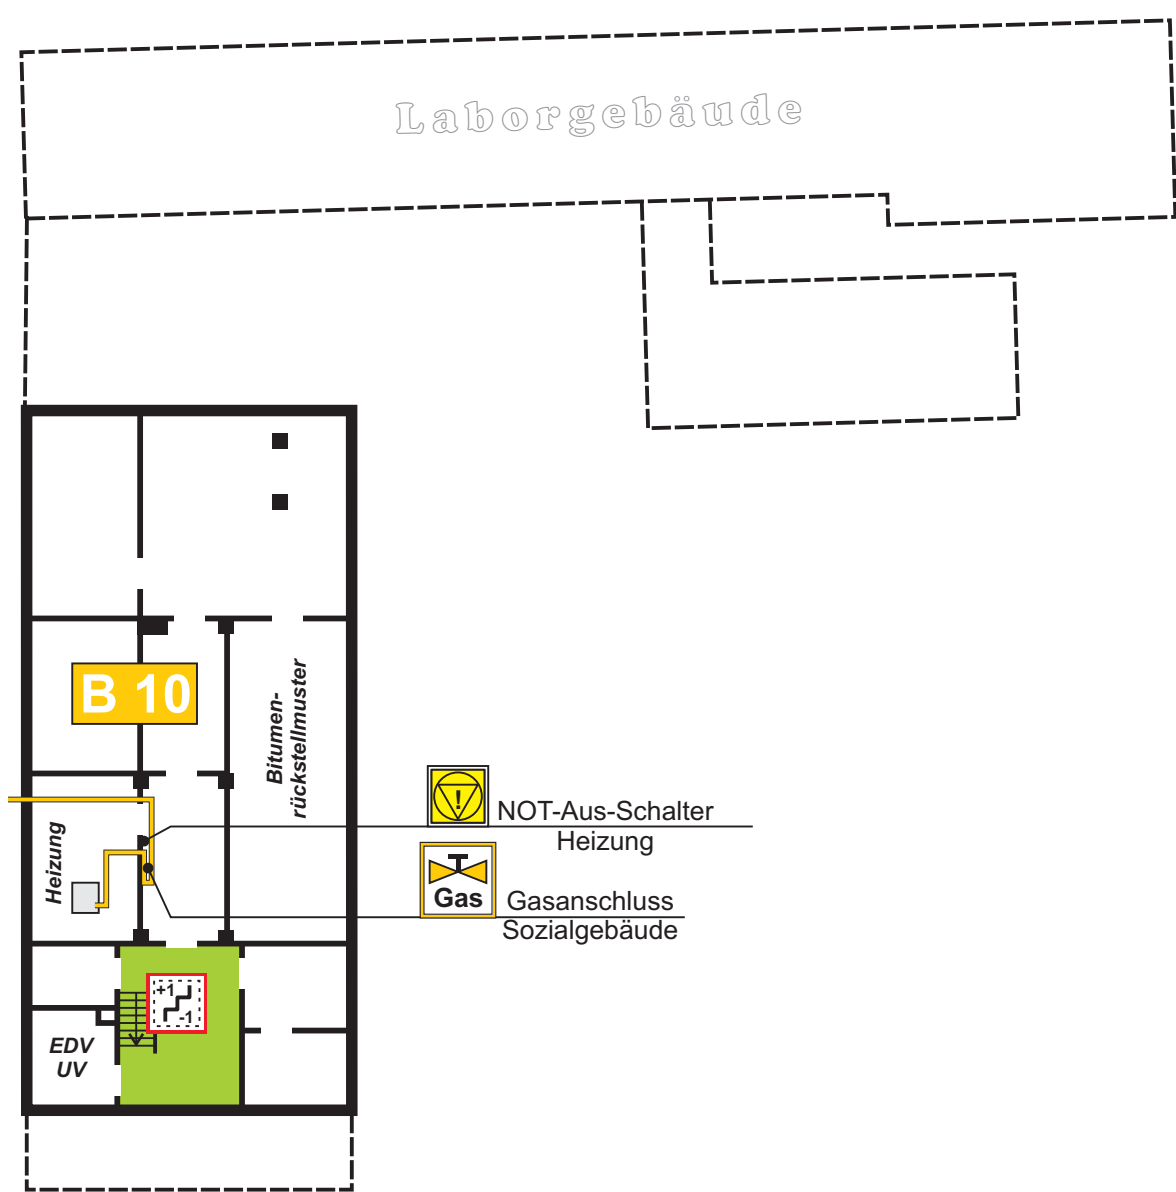 Laborgebäude
B 10
Bitumen-
rückstellmuster
Heizung
!
NOT-Aus-Schalter
Heizung
Gas
Gasanschluss
Sozialgebäude
+1
-1
EDV
UV